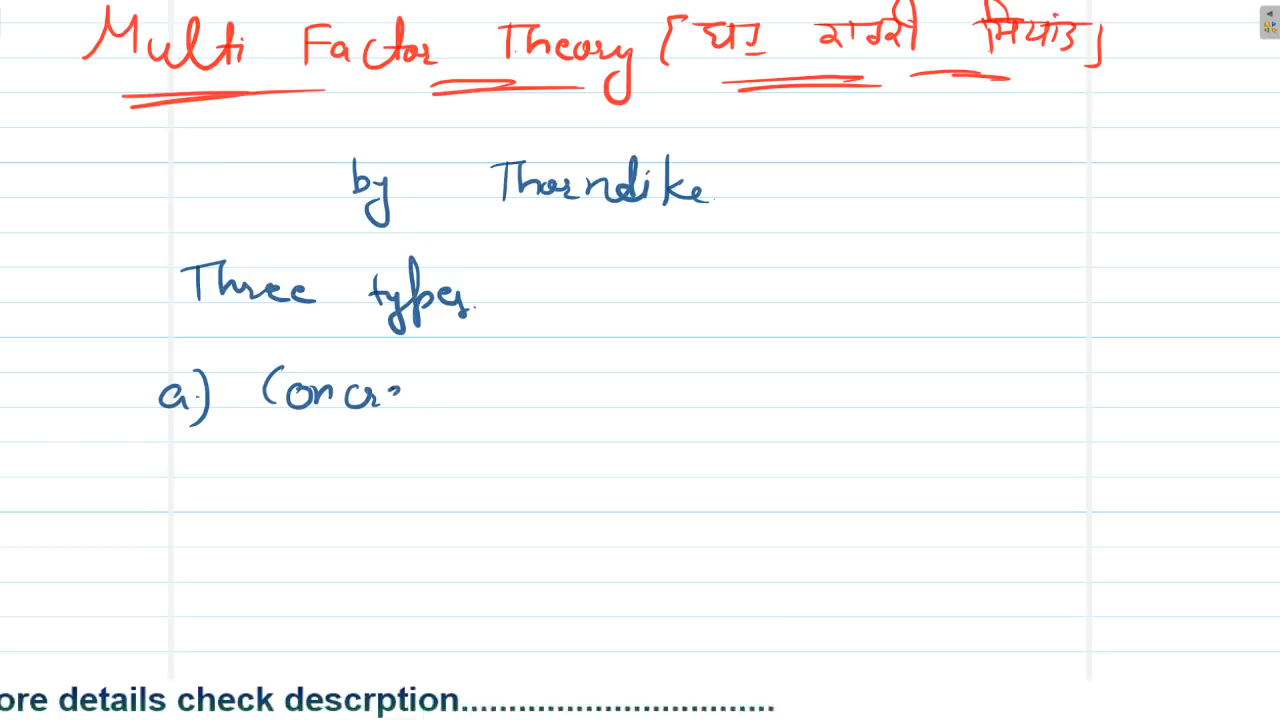 Multi Factor Theory [
by Thorndike
Three types
a.) Concr
ore details check descrption.................................